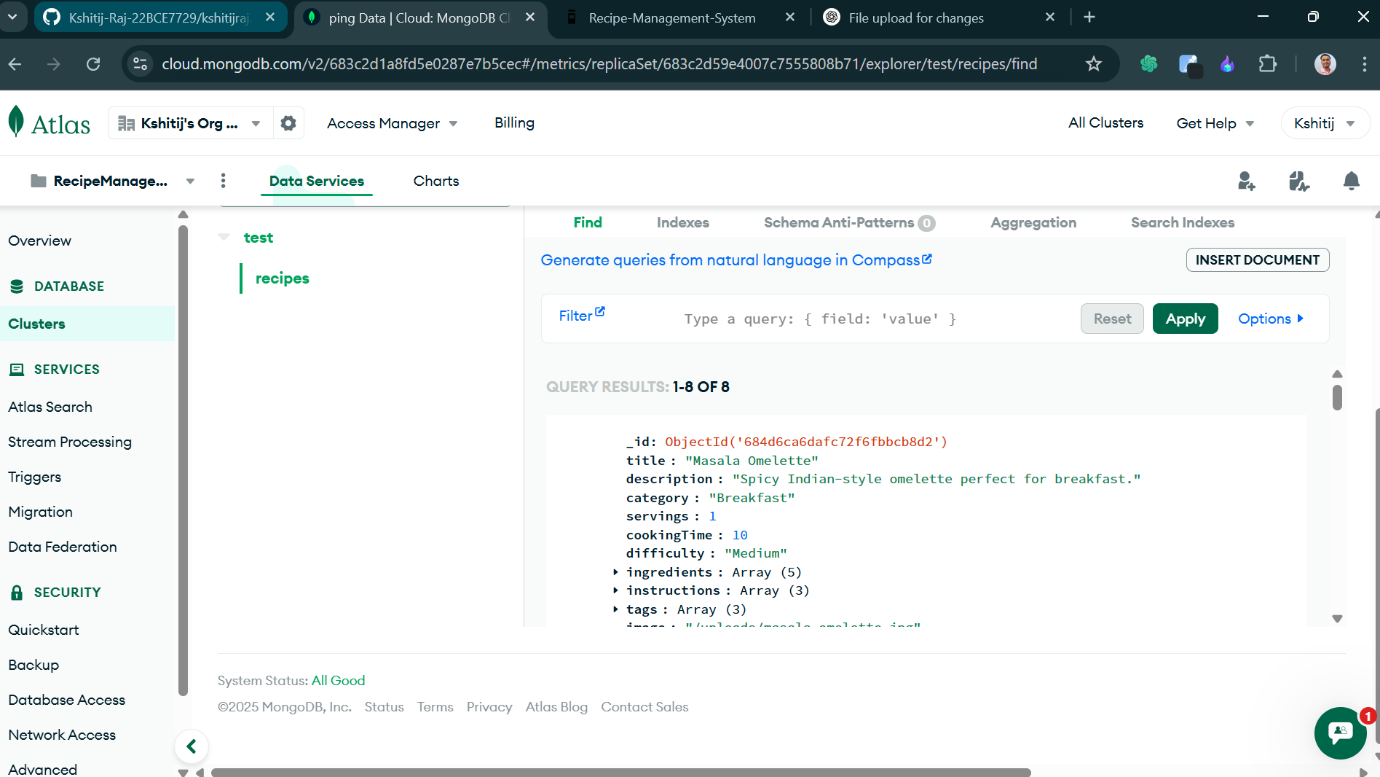 Kshitij-Raj-22BCE7729/kshitijraj
ping Data | Cloud: MongoDB Cl
Recipe-Management-System
File upload for changes
cloud.mongodb.com/v2/683c2d1a8fd5e0287e7b5cec#/metrics/replicaSet/683c2d59e4007c7555808b71/explorer/test/recipes/find
Atlas
Kshitij's Org ...
Access Manager
Billing
All Clusters
Get Help
Kshitij
RecipeManage...
Data Services
Charts
Overview
DATABASE
Clusters
SERVICES
Atlas Search
Stream Processing
Triggers
Migration
Data Federation
SECURITY
Quickstart
Backup
Database Access
Network Access
Advanced
test
recipes
Find
Indexes
Schema Anti-Patterns 0
Aggregation
Search Indexes
Generate queries from natural language in Compass
INSERT DOCUMENT
Filter
Type a query: { field: 'value' }
Reset
Apply
Options
QUERY RESULTS: 1-8 OF 8
_id: ObjectId('684d6ca6dafc72f6fbbcb8d2')
title : "Masala Omelette"
description : "Spicy Indian-style omelette perfect for breakfast."
category : "Breakfast"
servings : 1
cookingTime : 10
difficulty : "Medium"
ingredients : Array (5)
instructions : Array (3)
tags : Array (3)
image : "/uploads/masala-omelette.jpg"
System Status: All Good
©2025 MongoDB, Inc.
Status
Terms
Privacy
Atlas Blog
Contact Sales
1